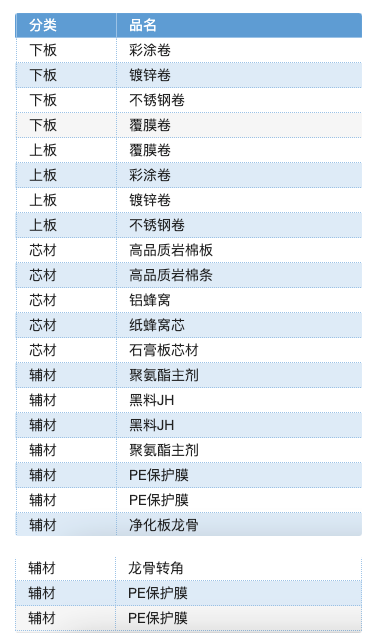 分类 品名
下板 彩涂卷
下板 镀锌卷
下板 不锈钢卷
下板 覆膜卷
上板 覆膜卷
上板 彩涂卷
上板 镀锌卷
上板 不锈钢卷
芯材 高品质岩棉板
芯材 高品质岩棉条
芯材 铝蜂窝
芯材 纸蜂窝芯
芯材 石膏板芯材
辅材 聚氨酯主剂
辅材 黑料JH
辅材 黑料JH
辅材 聚氨酯主剂
辅材 PE保护膜
辅材 PE保护膜
辅材 净化板龙骨
辅材 龙骨转角
辅材 PE保护膜
辅材 PE保护膜